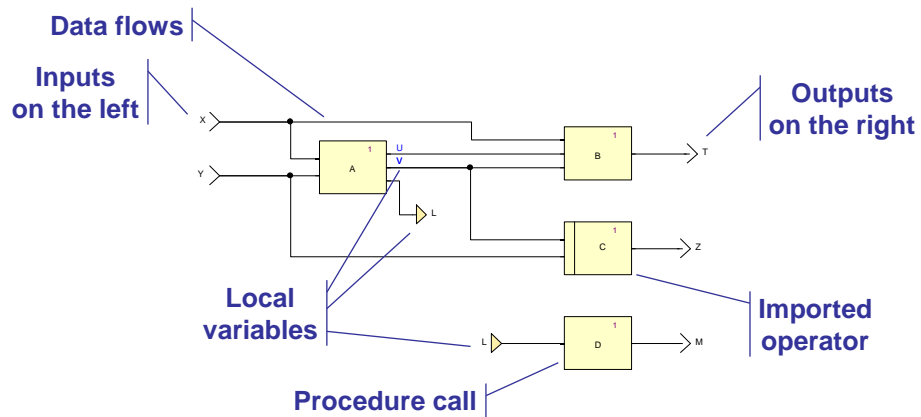 Data flows
Inputs
on the left
X
Y
1
A
U
V
L
1
B
T
Outputs
on the right
1
C
Z
Local
variables
Imported
operator
L
1
D
M
Procedure call